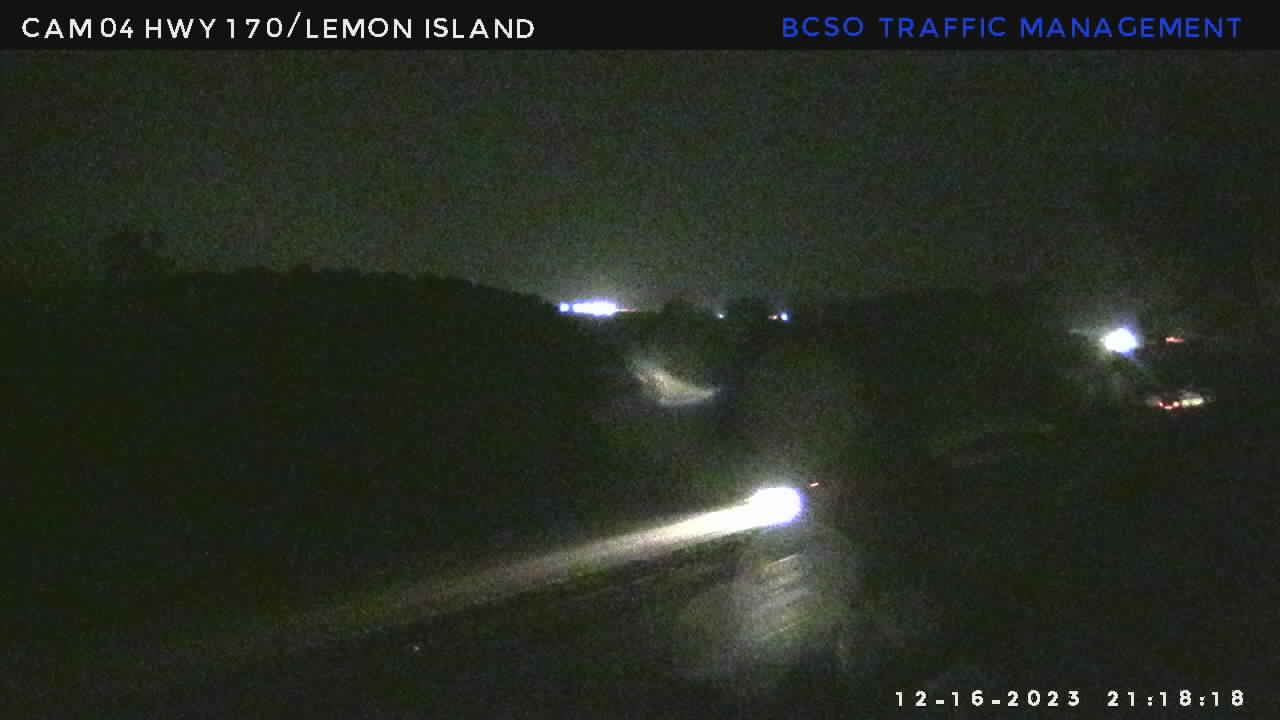 CAM04 HWY 170/LEMON ISLAND
BCSO TRAFFIC MANAGEMENT
12-16-2023 21:18:18